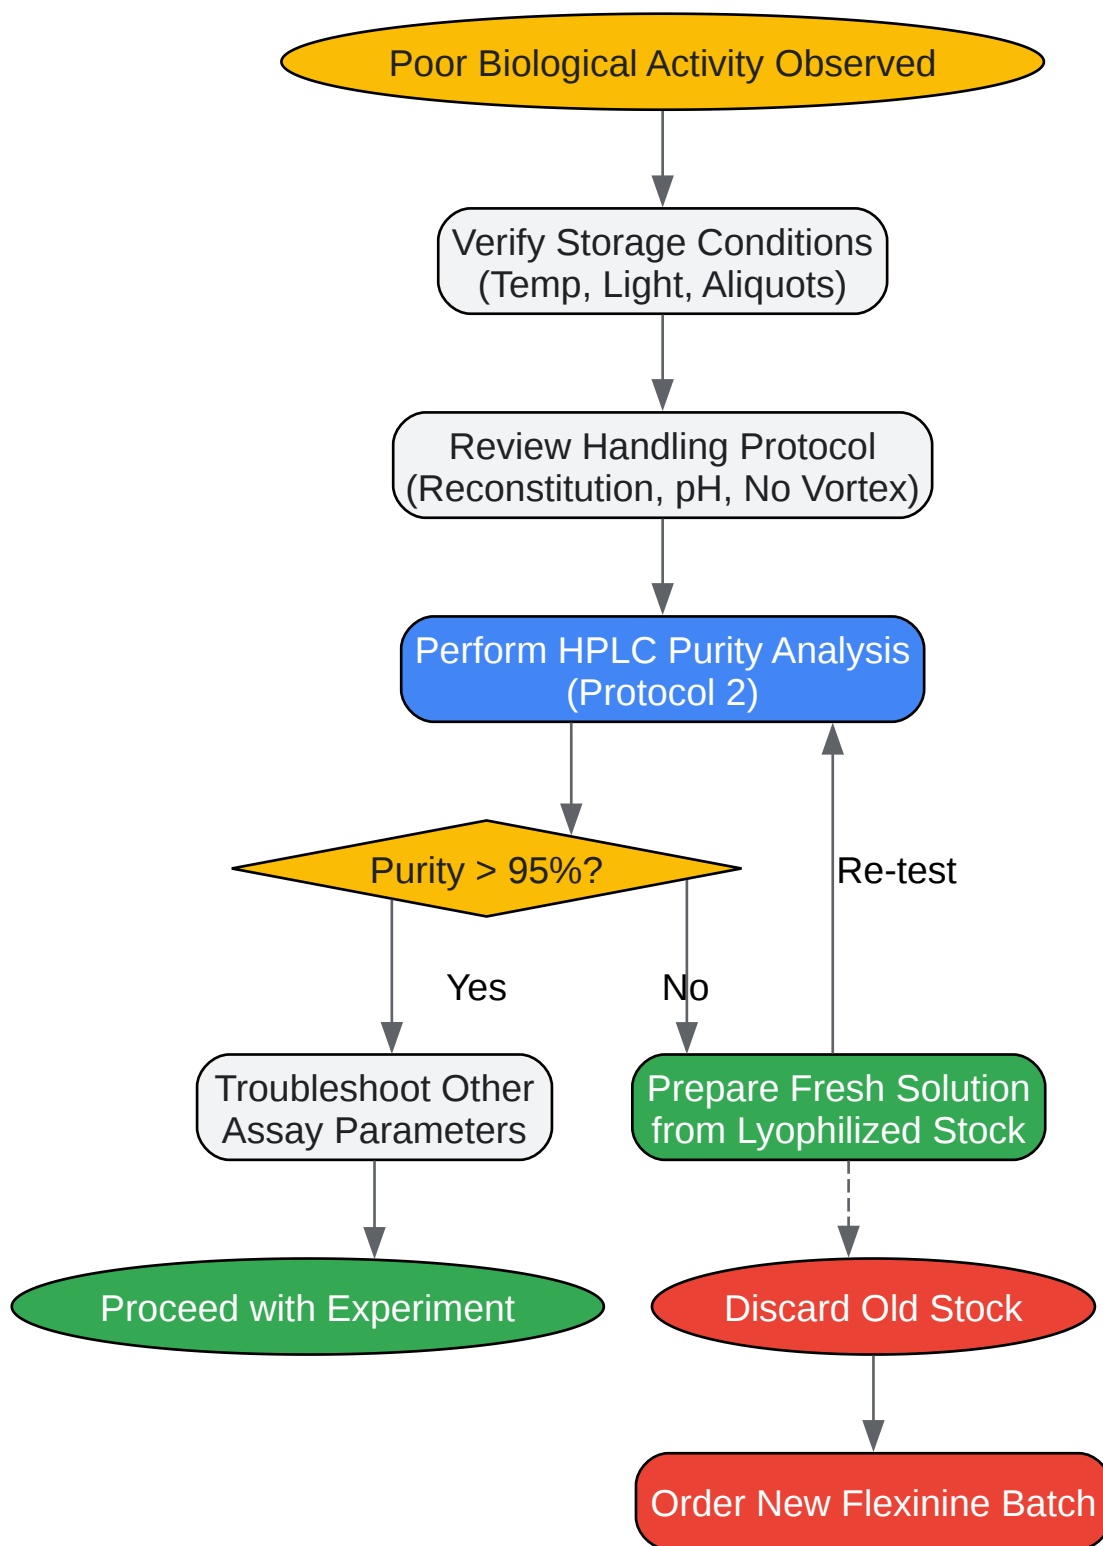 Poor Biological Activity Observed
Verify Storage Conditions
(Temp, Light, Aliquots)
Review Handling Protocol
(Reconstitution, pH, No Vortex)
Perform HPLC Purity Analysis
(Protocol 2)
Purity > 95%?
Re-test
Yes
No
Troubleshoot Other
Assay Parameters
Prepare Fresh Solution
from Lyophilized Stock
Proceed with Experiment
Discard Old Stock
Order New Flexinine Batch